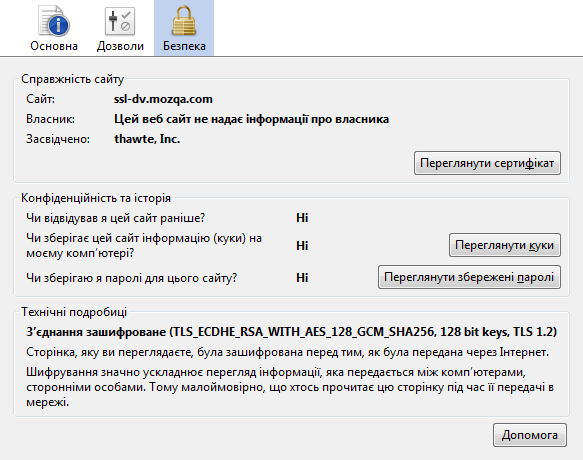 Основна Дозволи Безпека
Справжність сайту
Сайт: ssl-dv.mozqa.com
Власник: Цей веб сайт не надає інформації про власника
Засвідчено: thawte, Inc.
Переглянути сертифікат
Конфіденційність та історія
Чи відвідував я цей сайт раніше? Ні
Чи зберігає цей сайт інформацію (куки) на
моєму комп’ютері? Ні Переглянути куки
Чи зберігаю я паролі для цього сайту? Ні Переглянути збережені паролі
Технічні подробиці
З’єднання зашифроване (TLS_ECDHE_RSA_WITH_AES_128_GCM_SHA256, 128 bit keys, TLS 1.2)
Сторінка, яку ви переглядаєте, була зашифрована перед тим, як була передана через Інтернет.
Шифрування значно ускладнює перегляд інформації, яка передається між комп’ютерами,
сторонніми особами. Тому малоймовірно, що хтось прочитає цю сторінку під час її передачі в
мережі.
Допомога